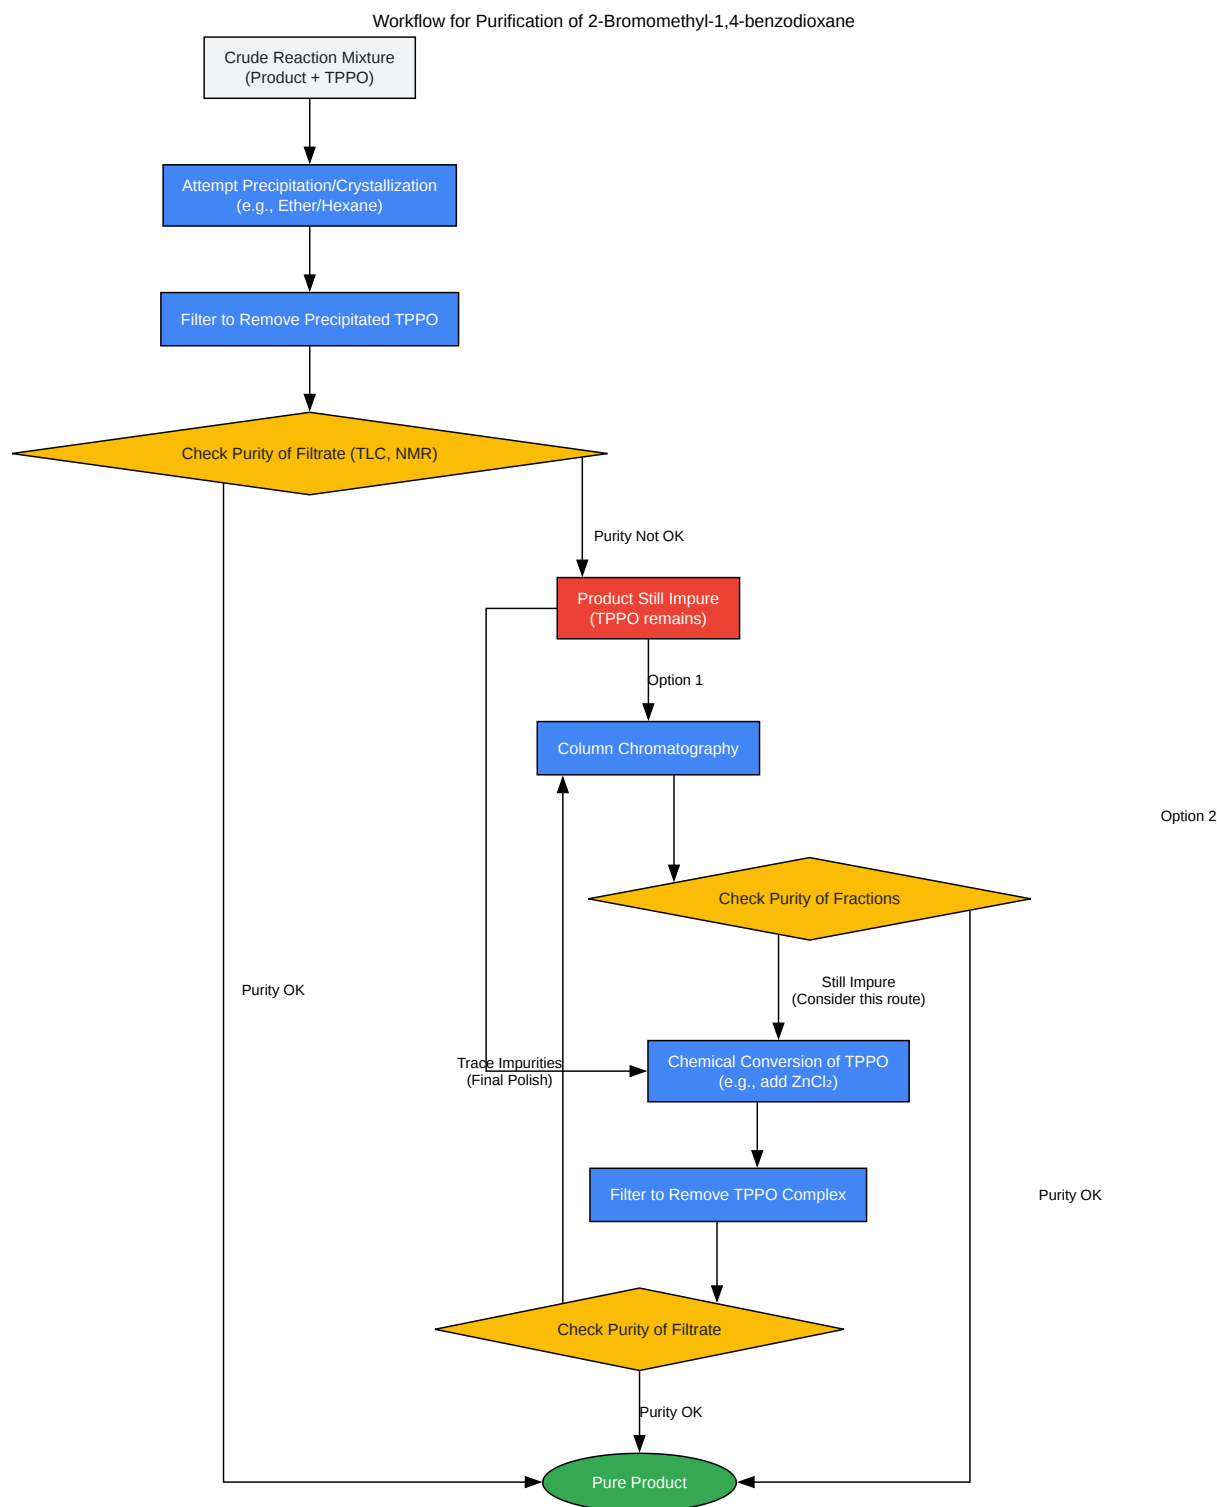 Workflow for Purification of 2-Bromomethyl-1,4-benzodioxane
Crude Reaction Mixture
(Product + TPPO)
Attempt Precipitation/Crystallization
(e.g., Ether/Hexane)
Filter to Remove Precipitated TPPO
Check Purity of Filtrate (TLC, NMR)
Purity Not OK
Product Still Impure
(TPPO remains)
Option 1
Column Chromatography
Option 2
Check Purity of Fractions
Still Impure
(Consider this route)
Purity OK
Trace Impurities
(Final Polish)
Chemical Conversion of TPPO
(e.g., add ZnCl₂)
Filter to Remove TPPO Complex
Purity OK
Check Purity of Filtrate
Purity OK
Pure Product